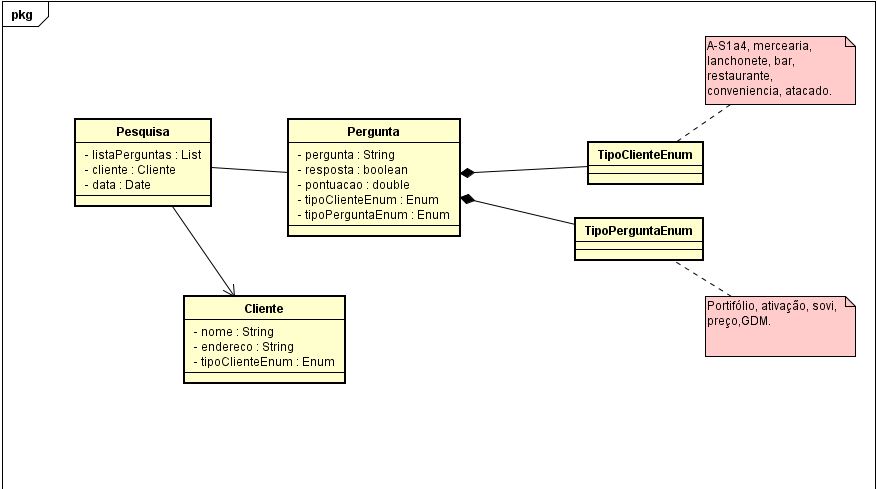 pkg
A-S1a4, mercearia,
lanchonete, bar,
restaurante,
conveniencia, atacado.
Pesquisa
- listaPerguntas : List
- cliente : Cliente
- data : Date
Pergunta
- pergunta : String
- resposta : boolean
- pontuacao : double
- tipoClienteEnum : Enum
- tipoPerguntaEnum : Enum
TipoClienteEnum
TipoPerguntaEnum
Cliente
- nome : String
- endereco : String
- tipoClienteEnum : Enum
Portifólio, ativação, sovi,
preço,GDM.